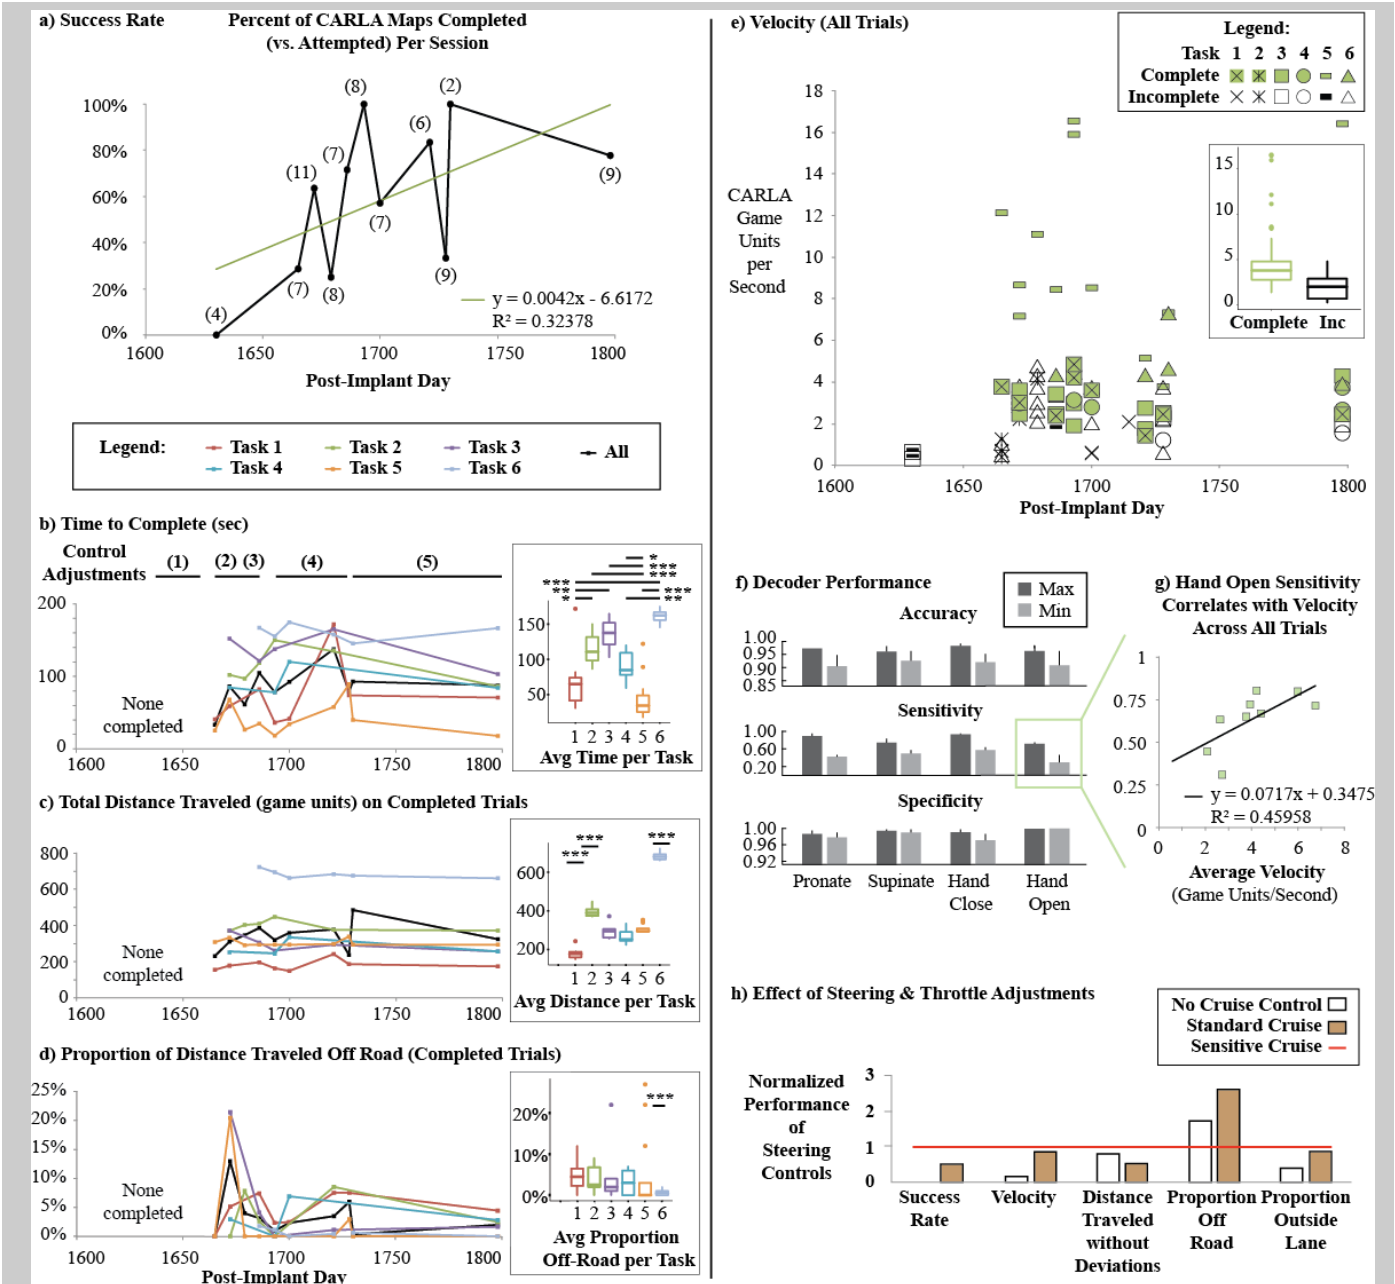 a) Success Rate
Percent of CARLA Maps Completed
(vs. Attempted) Per Session
100%
80%
60%
40%
20%
0%
(4)
(7)
(11)
(8)
(7)
(8)
(7)
(6)
(9)
(2)
(9)
y = 0.0042x - 6.6172
R² = 0.32378
1600
1650
1700
1750
1800
Post-Implant Day
Legend:
Task 1
Task 2
Task 3
All
Task 4
Task 5
Task 6
b) Time to Complete (sec)
Control
Adjustments
(1)
(2)
(3)
(4)
(5)
200
100
0
None
completed
1600
1650
1700
1750
1800
*
***
***
***
**
*
***
**
150
100
50
1 2 3 4 5 6
Avg Time per Task
c) Total Distance Traveled (game units) on Completed Trials
800
600
400
200
0
None
completed
1600
1650
1700
1750
1800
***
***
***
600
400
200
1 2 3 4 5 6
Avg Distance per Task
d) Proportion of Distance Traveled Off Road (Completed Trials)
25%
20%
15%
10%
5%
0%
None
completed
1600
1650
1700
1750
1800
Post-Implant Day
***
20%
10%
0%
1 2 3 4 5 6
Avg Proportion
Off-Road per Task
e) Velocity (All Trials)
Legend:
Task 1 2 3 4 5 6
Complete
Incomplete
CARLA
Game
Units
per
Second
18
16
14
12
10
8
6
4
2
0
1600
1650
1700
1750
1800
Post-Implant Day
15
10
5
0
Complete Inc
f) Decoder Performance
Max
Min
Accuracy
1.00
0.95
0.90
0.85
Sensitivity
1.00
0.60
0.20
Specificity
1.00
0.96
0.92
Pronate
Supinate
Hand
Close
Hand
Open
g) Hand Open Sensitivity
Correlates with Velocity
Across All Trials
1
0.75
0.50
0.25
0
y = 0.0717x + 0.3475
R² = 0.45958
0
2
4
6
8
Average Velocity
(Game Units/Second)
h) Effect of Steering & Throttle Adjustments
No Cruise Control
Standard Cruise
Sensitive Cruise
Normalized
Performance
of
Steering
Controls
3
2
1
0
Success
Rate
Velocity
Distance
Traveled
without
Deviations
Proportion
Off
Road
Proportion
Outside
Lane